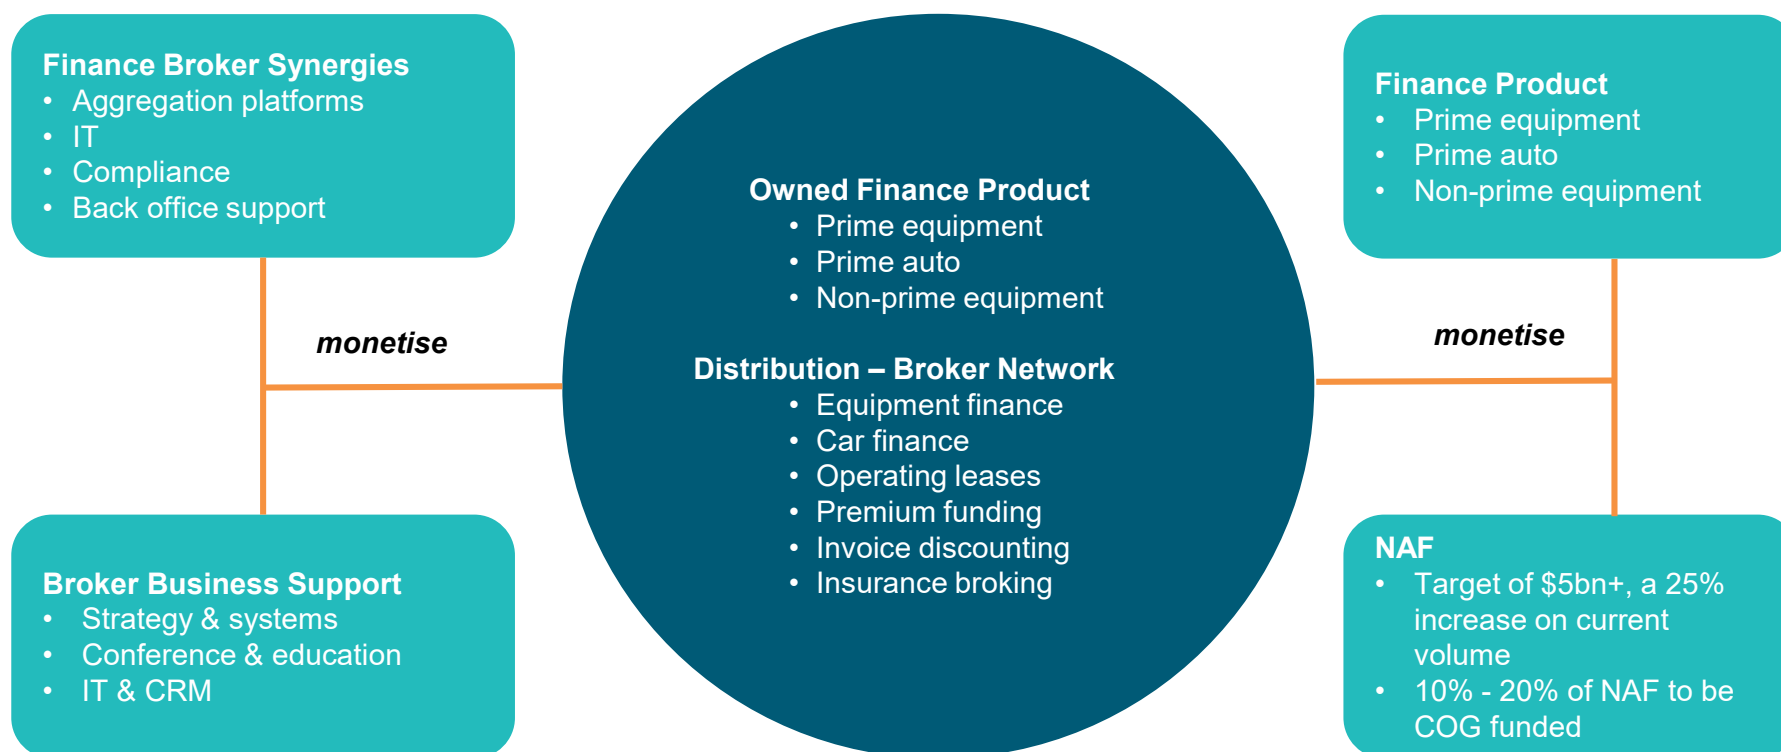 Finance Broker Synergies
• Aggregation platforms
• IT
• Compliance
• Back office support
monetise
Broker Business Support
• Strategy & systems
• Conference & education
• IT & CRM
Owned Finance Product
• Prime equipment
• Prime auto
• Non-prime equipment
Distribution – Broker Network
• Equipment finance
• Car finance
• Operating leases
• Premium funding
• Invoice discounting
• Insurance broking
Finance Product
• Prime equipment
• Prime auto
• Non-prime equipment
monetise
NAF
• Target of $5bn+, a 25%
increase on current
volume
• 10% - 20% of NAF to be
COG funded